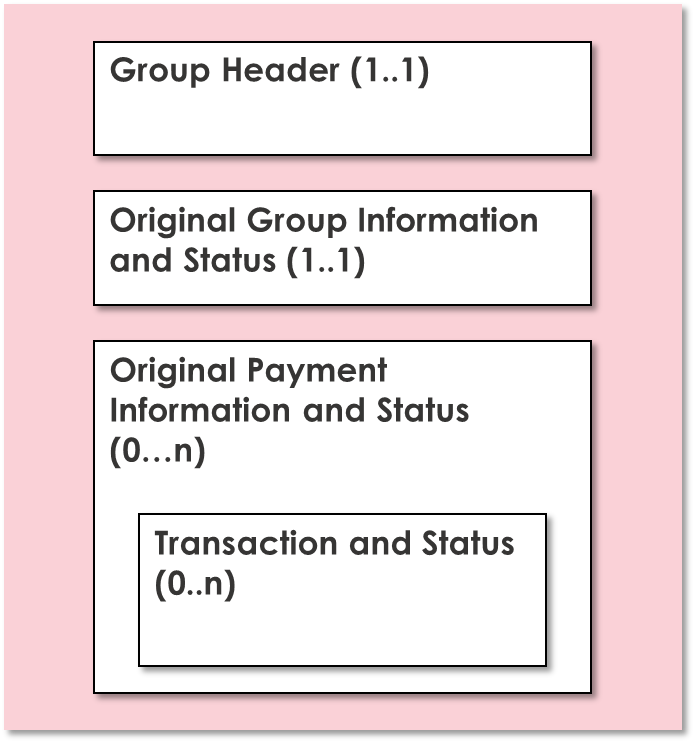 Group Header (1..1)
Original Group Information
and Status (1..1)
Original Payment
Information and Status
(0…n)
Transaction and Status
(0..n)